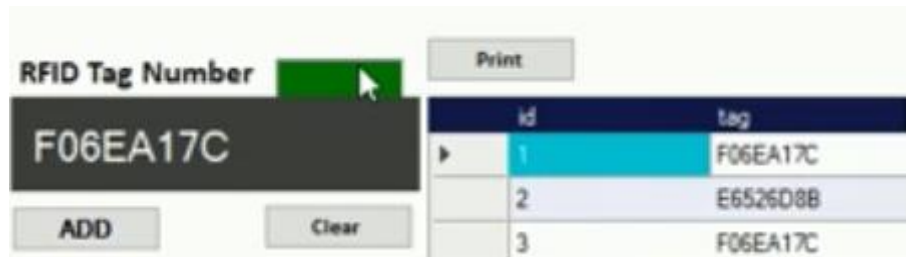 RFID Tag Number
F06EA17C
ADD
Clear
Print
id tag
1 F06EA17C
2 E6526D8B
3 F06EA17C